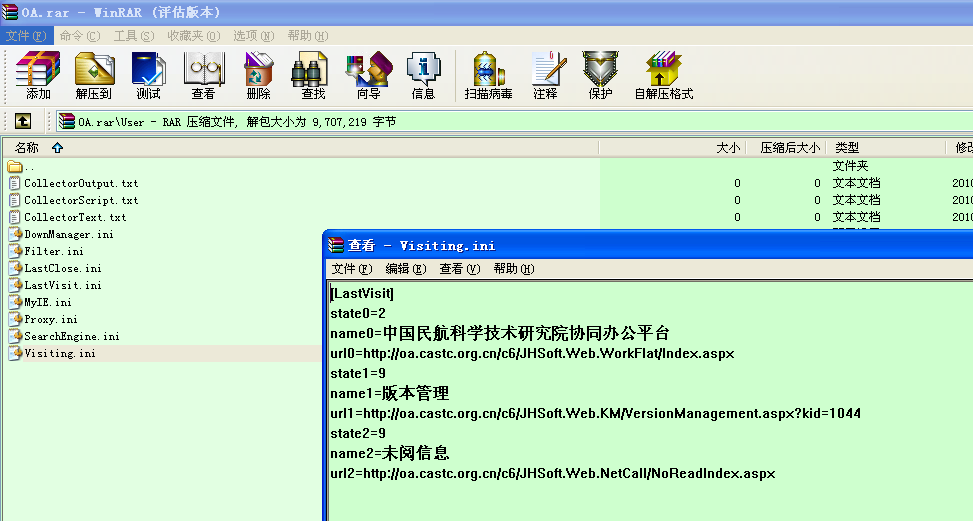 OA.rar - WinRAR (评估版本)
文件(F) 命令(C) 工具(S) 收藏夹(O) 选项(N) 帮助(H)
添加 解压到 测试 查看 删除 查找 向导 信息 扫描病毒 注释 保护 自解压格式
OA.rar\User - RAR 压缩文件, 解包大小为 9,707,219 字节
名称 大小 压缩后大小 类型 修改
.. 文件夹
CollectorOutput.txt 0 0 文本文档 2010
CollectorScript.txt 0 0 文本文档 2010
CollectorText.txt 0 0 文本文档 2010
DownManager.ini
Filter.ini
LastClose.ini
LastVisit.ini
MyIE.ini
Proxy.ini
SearchEngine.ini
Visiting.ini
查看 - Visiting.ini
文件(F) 编辑(E) 查看(V) 帮助(H)
[LastVisit]
state0=2
name0=中国民航科学技术研究院协同办公平台
url0=http://oa.castc.org.cn/c6/JHSoft.Web.WorkFlat/Index.aspx
state1=9
name1=版本管理
url1=http://oa.castc.org.cn/c6/JHSoft.Web.KM/VersionManagement.aspx?kid=1044
state2=9
name2=未阅信息
url2=http://oa.castc.org.cn/c6/JHSoft.Web.NetCall/NoReadIndex.aspx